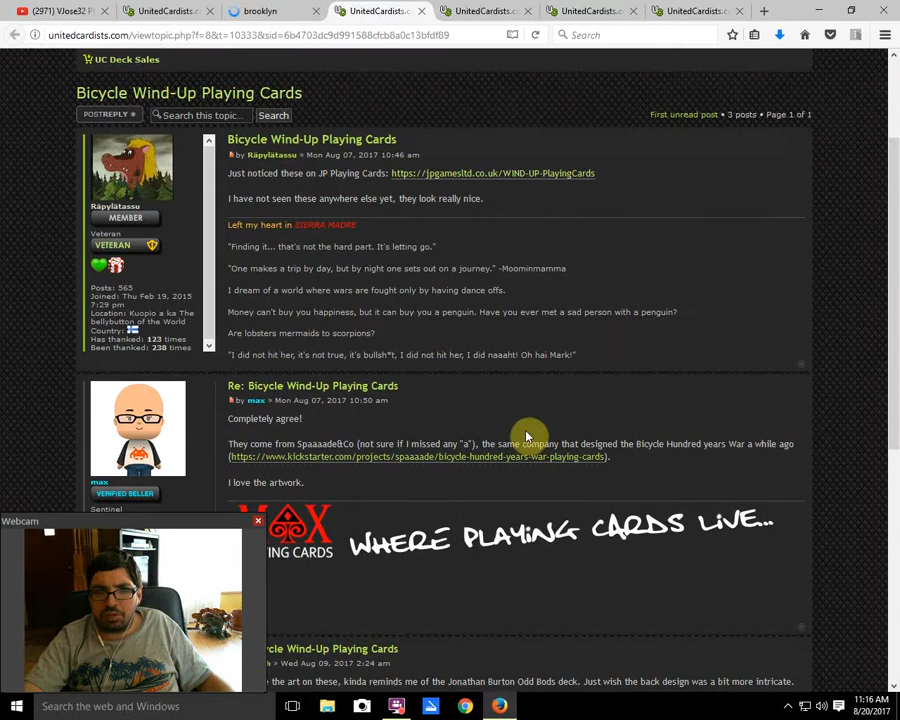 (2971) VJose32 P
UnitedCardists.co
brooklyn
UnitedCardists.c
UnitedCardists.co
UnitedCardists.co
UnitedCardists.co
unitedcardists.com/viewtopic.php?f=8&t=10333&sid=6b4703dc9d991588cfcb8a0c13bdfd89
Search
UC Deck Sales
Bicycle Wind-Up Playing Cards
POSTREPLY
Search this topic...
Search
First unread post • 3 posts • Page 1 of 1
Bicycle Wind-Up Playing Cards
by Räpylätassu » Mon Aug 07, 2017 10:46 am
Just noticed these on JP Playing Cards: https://jpgamesltd.co.uk/WIND-UP-PlayingCards
I have not seen these anywhere else yet, they look really nice.
Left my heart in SIERRA MADRE
"Finding it... that's not the hard part. It's letting go."
"One makes a trip by day, but by night one sets out on a journey." -Moominmamma
I dream of a world where wars are fought only by having dance offs.
Money can't buy you happiness, but it can buy you a penguin. Have you ever met a sad person with a penguin?
Are lobsters mermaids to scorpions?
"I did not hit her, it's not true, it's bullsh*t, I did not hit her, I did naaaht! Oh hai Mark!"
Räpylätassu
MEMBER
Veteran
VETERAN
Posts: 565
Joined: Thu Feb 19, 2015
7:29 pm
Location: Kuopio a ka The
bellybutton of the World
Country:
Has thanked: 123 times
Been thanked: 238 times
Re: Bicycle Wind-Up Playing Cards
by max » Mon Aug 07, 2017 10:50 am
Completely agree!
They come from Spaaaade&Co (not sure if I missed any "a"), the same company that designed the Bicycle Hundred years War a while ago
(https://www.kickstarter.com/projects/spaaaade/bicycle-hundred-years-war-playing-cards).
I love the artwork.
max
VERIFIED SELLER
Sentinel
X
NG CARDS
WHERE PLAYING CARDS LIVE...
Webcam
Wind-Up Playing Cards
» Wed Aug 09, 2017 2:24 am
the art on these, kinda reminds me of the Jonathan Burton Odd Bods deck. Just wish the back design was a bit more intricate.
Search the web and Windows
11:16 AM
8/20/2017